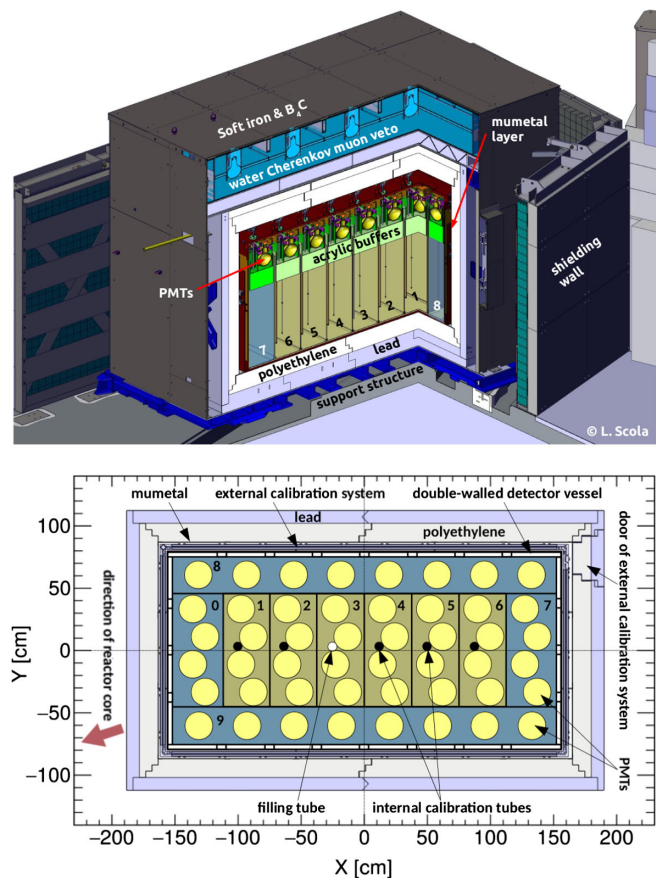 Soft iron & B4C
water Cherenkov muon veto
mumetal
layer
acrylic buffers
PMTs
shielding
wall
7
6
5
4
3
2
1
8
polyethylene
lead
support structure
© L. Scola
mumetal
external calibration system
double-walled detector vessel
lead
polyethylene
door of external calibration system
direction of reactor core
Y [cm]
100
50
0
−50
−100
8
0
1
2
3
4
5
6
7
9
PMTs
filling tube
internal calibration tubes
−200
−150
−100
−50
0
50
100
150
200
X [cm]